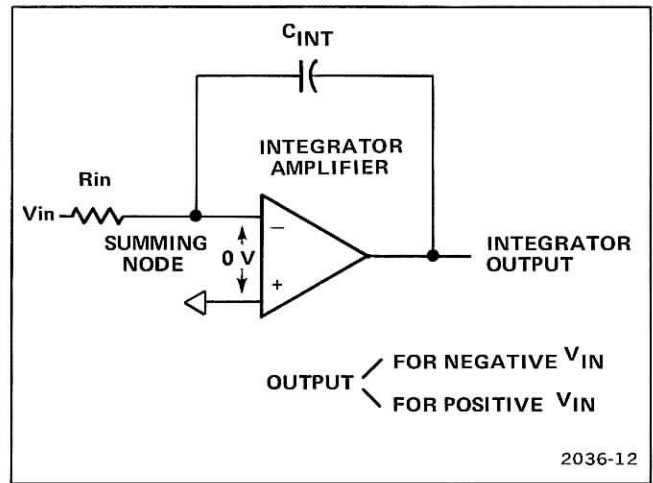 CINT
INTEGRATOR
AMPLIFIER
Rin
Vin
SUMMING
NODE
0 V
−
+
INTEGRATOR
OUTPUT
OUTPUT
FOR NEGATIVE VIN
FOR POSITIVE VIN
2036-12